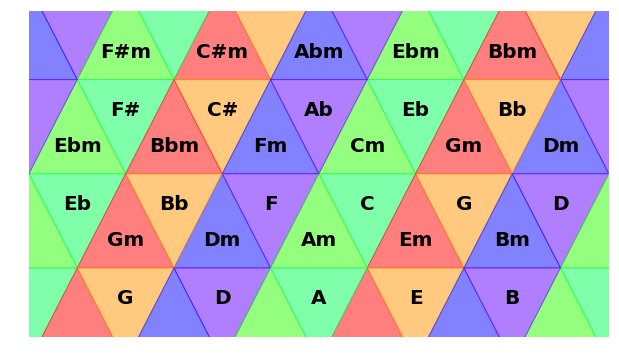 F#m C#m Abm Ebm Bbm
F# C# Ab Eb Bb
Ebm Bbm Fm Cm Gm Dm
Eb Bb F C G D
Gm Dm Am Em Bm
G D A E B